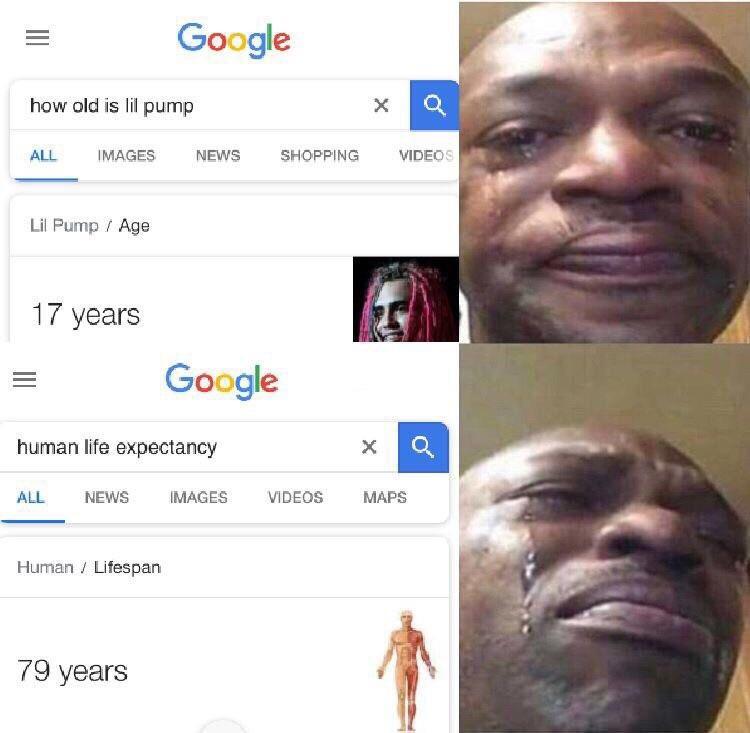 Google
how old is lil pump
ALL IMAGES NEWS SHOPPING VIDEOS
Lil Pump / Age
17 years
Google
human life expectancy
ALL NEWS IMAGES VIDEOS MAPS
Human / Lifespan
79 years